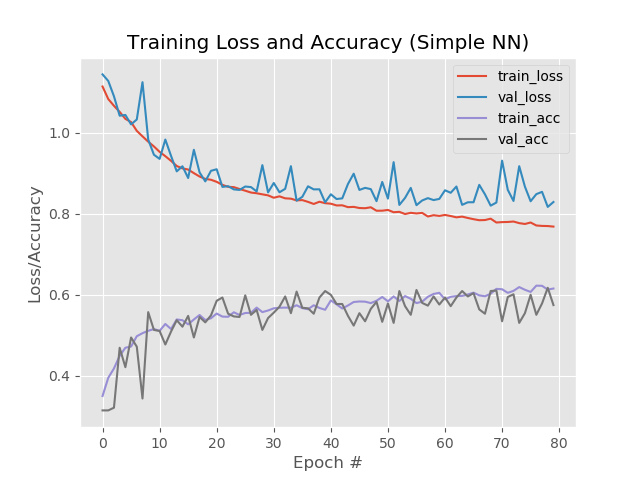 Training Loss and Accuracy (Simple NN)
train_loss
val_loss
train_acc
val_acc
1.0
0.8
0.6
0.4
Loss/Accuracy
0 10 20 30 40 50 60 70 80
Epoch #